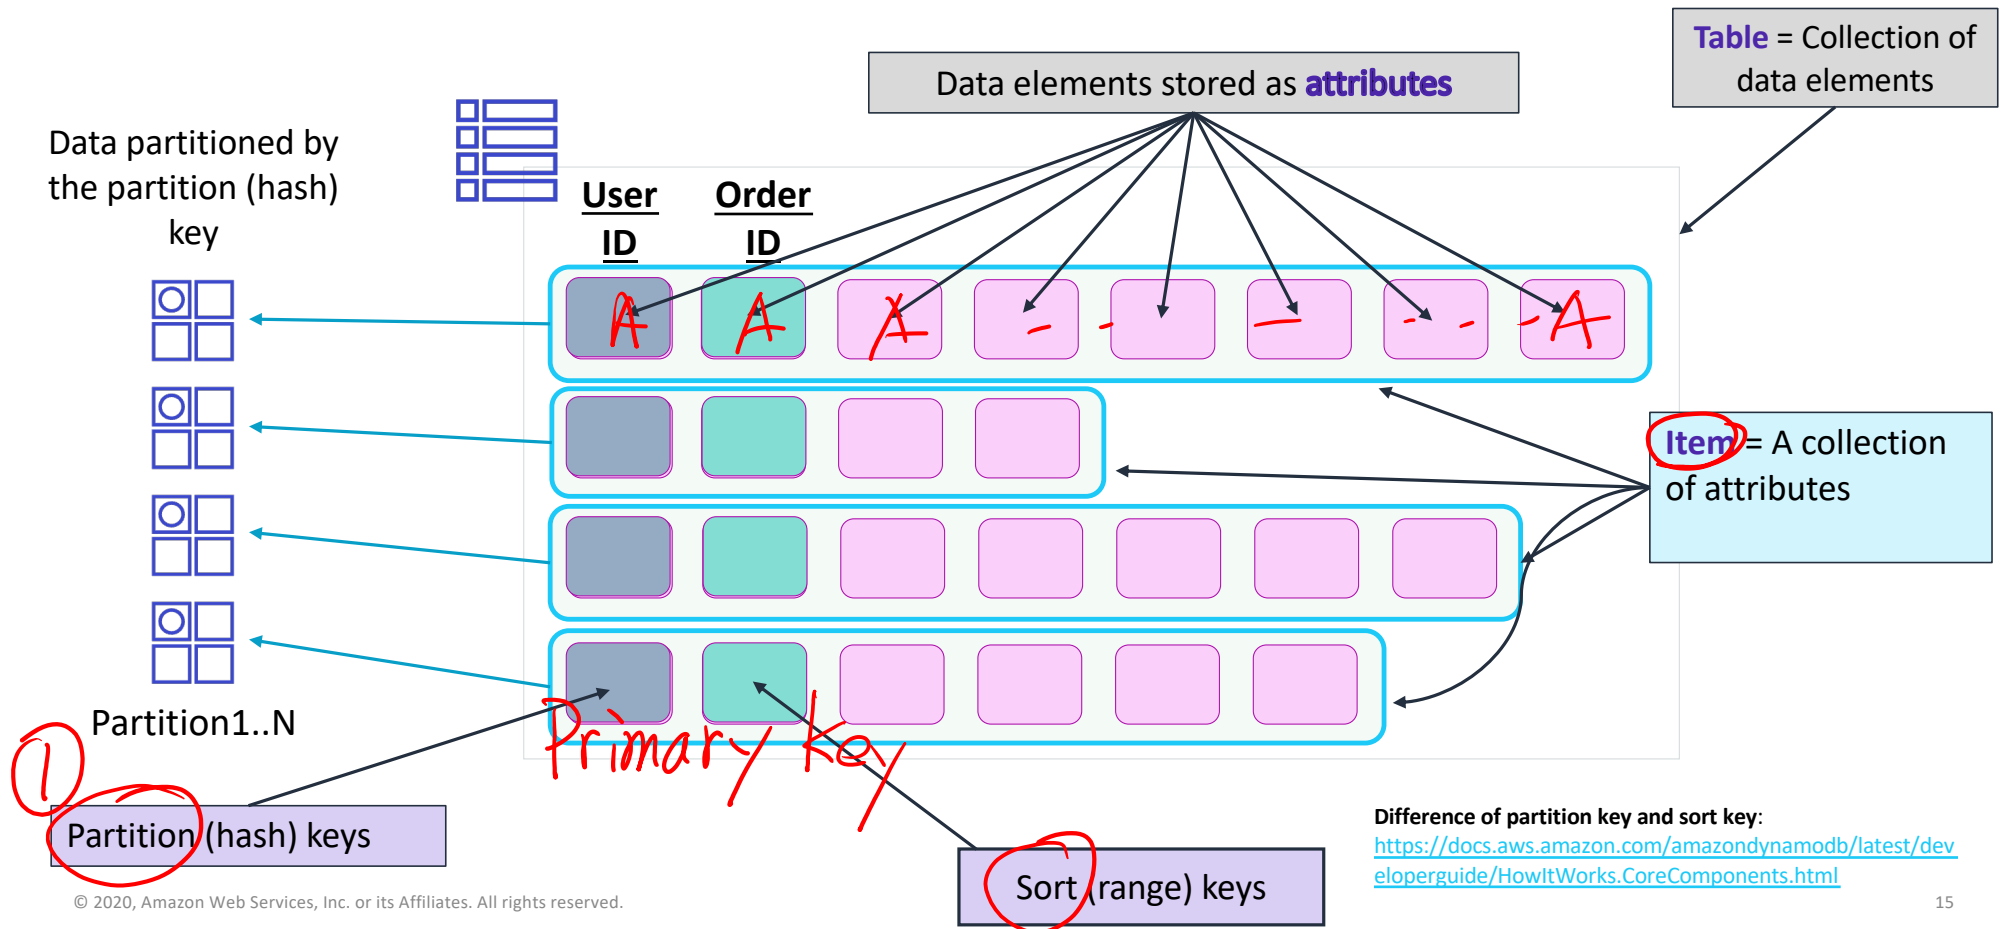 Table = Collection of
data elements
Data elements stored as attributes
Data partitioned by
the partition (hash)
key
User
ID
Order
ID
A A A - - - - - - A
Item = A collection
of attributes
Partition1..N
Primary Key
1
Partition (hash) keys
Sort (range) keys
Difference of partition key and sort key:
https://docs.aws.amazon.com/amazondynamodb/latest/dev
eloperguide/HowItWorks.CoreComponents.html
© 2020, Amazon Web Services, Inc. or its Affiliates. All rights reserved.
15